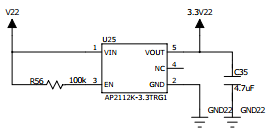 V22
3.3V22
U25
1 VIN VOUT 5
NC 4
R56 100k 3 EN GND 2
AP2112K-3.3TRG1
C35
4.7uF
GND22 GND22